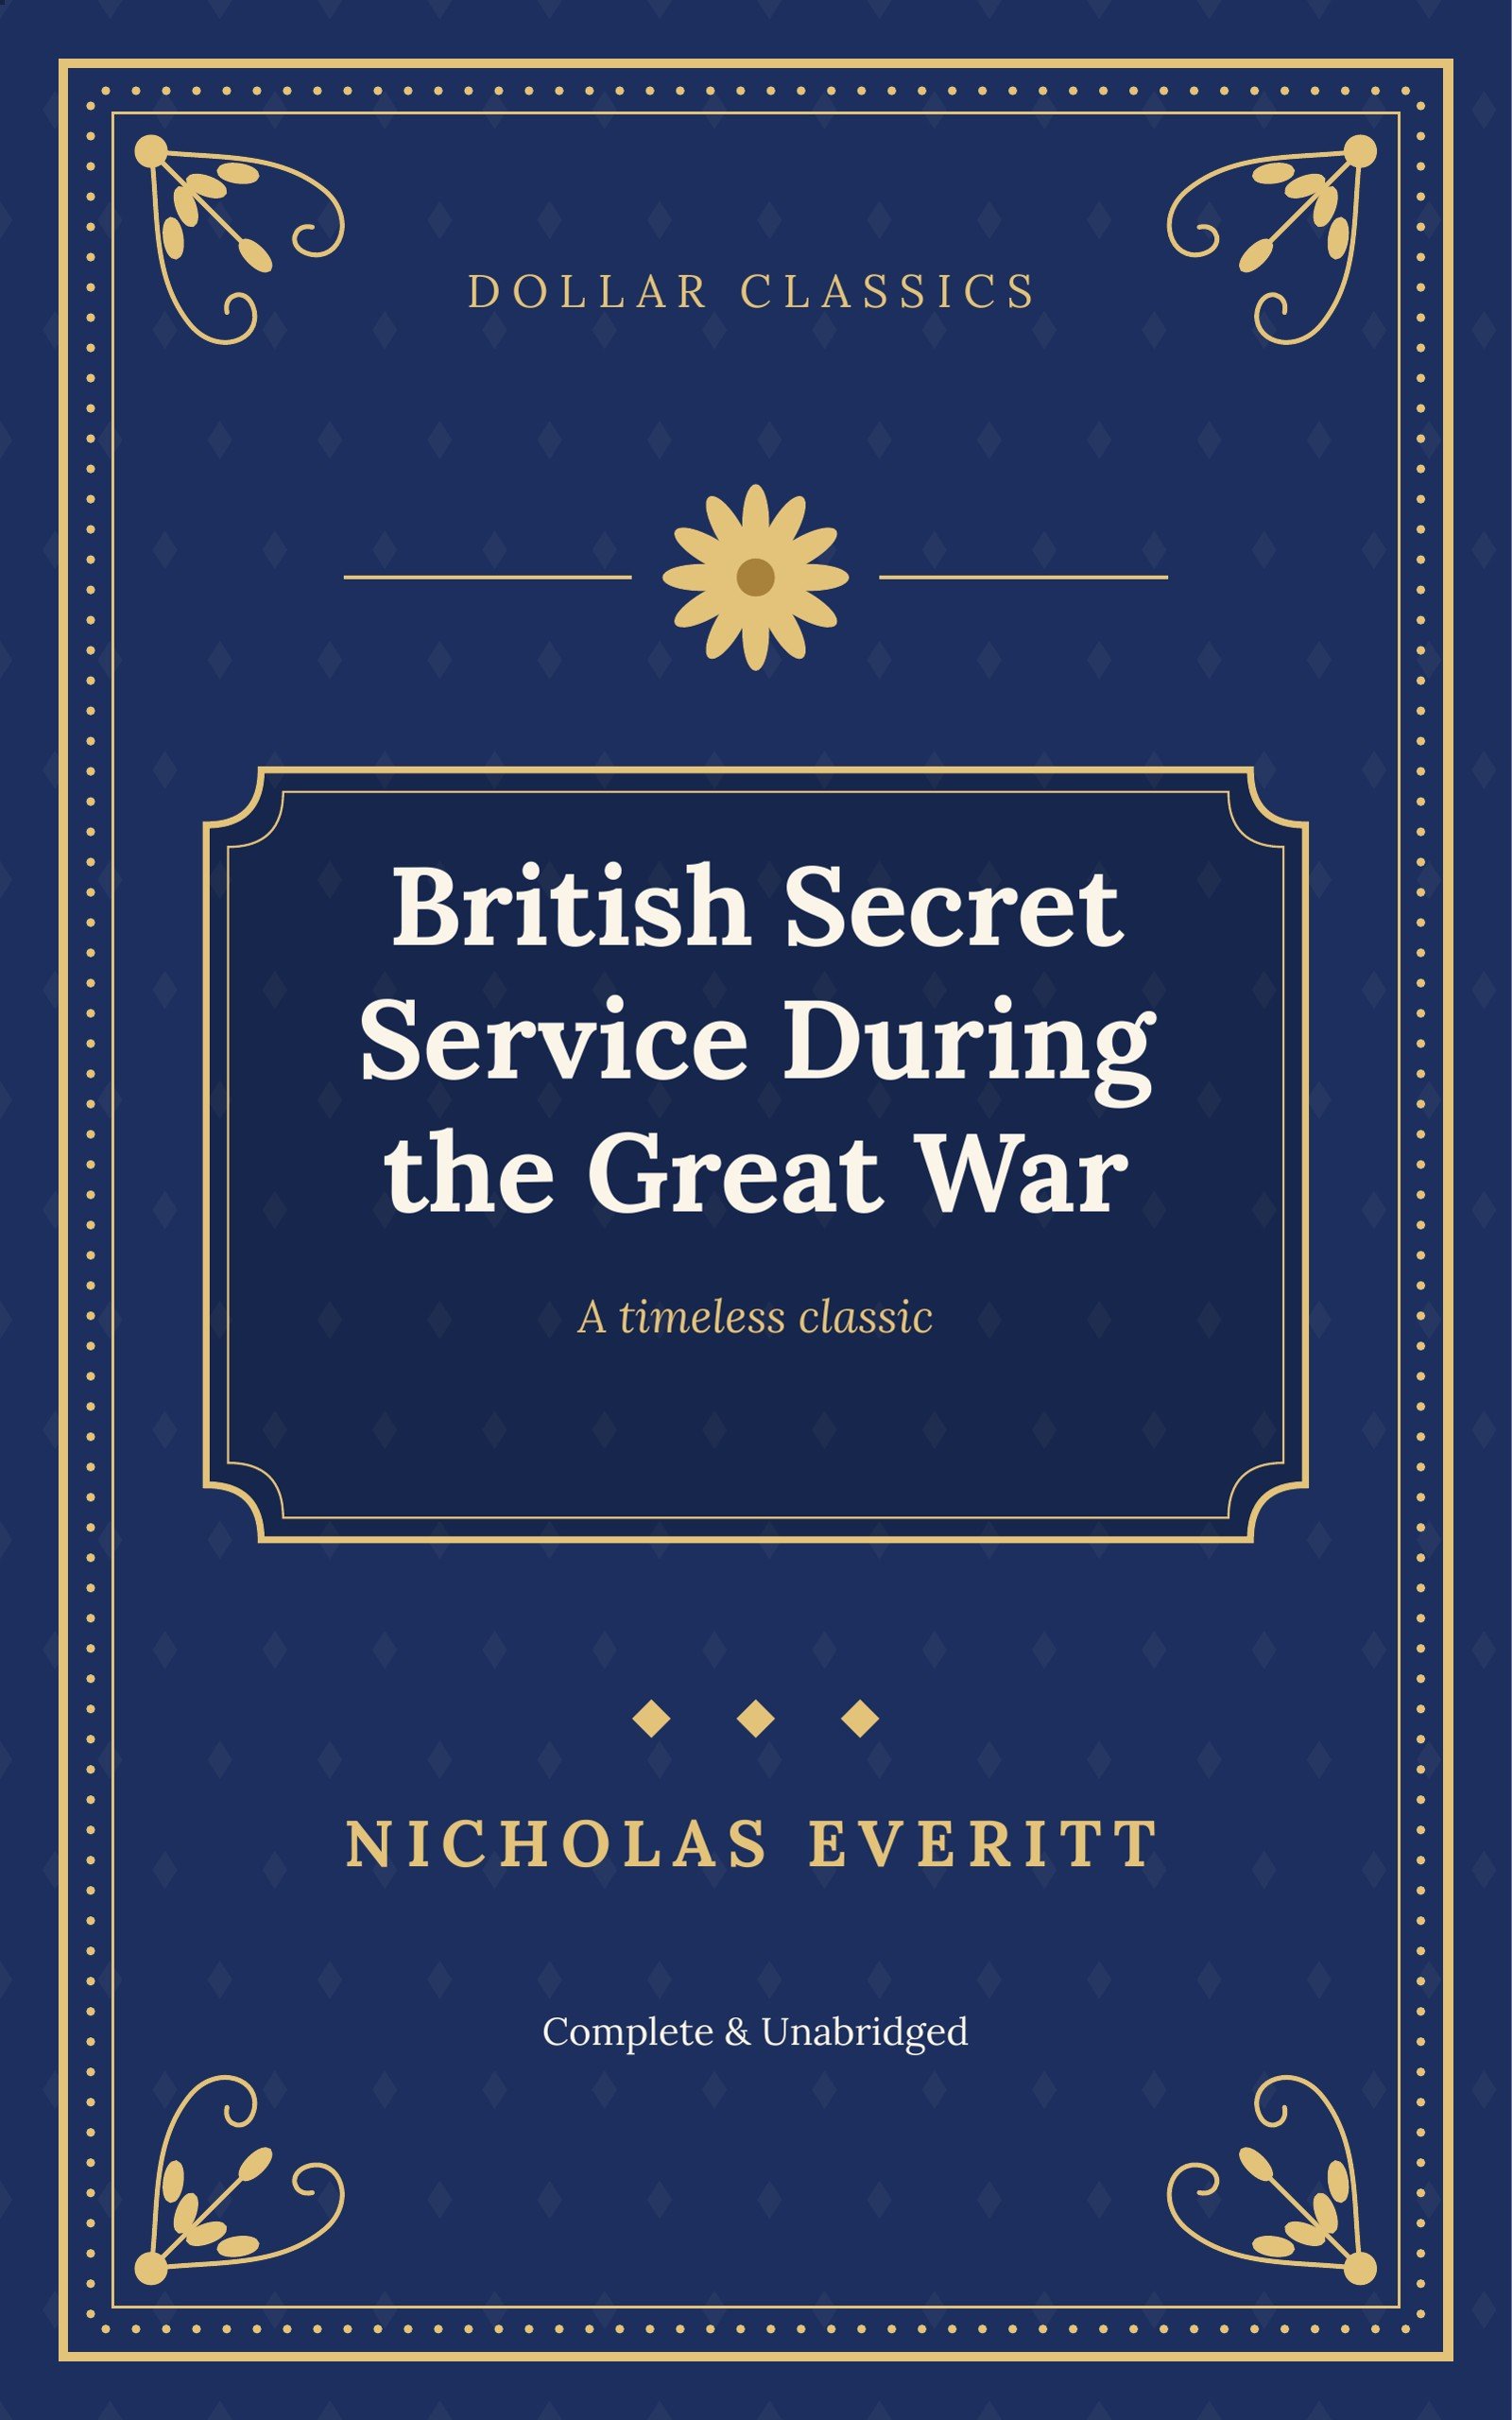 DOLLAR CLASSICS
British Secret
Service During
the Great War
A timeless classic
NICHOLAS EVERITT
Complete & Unabridged